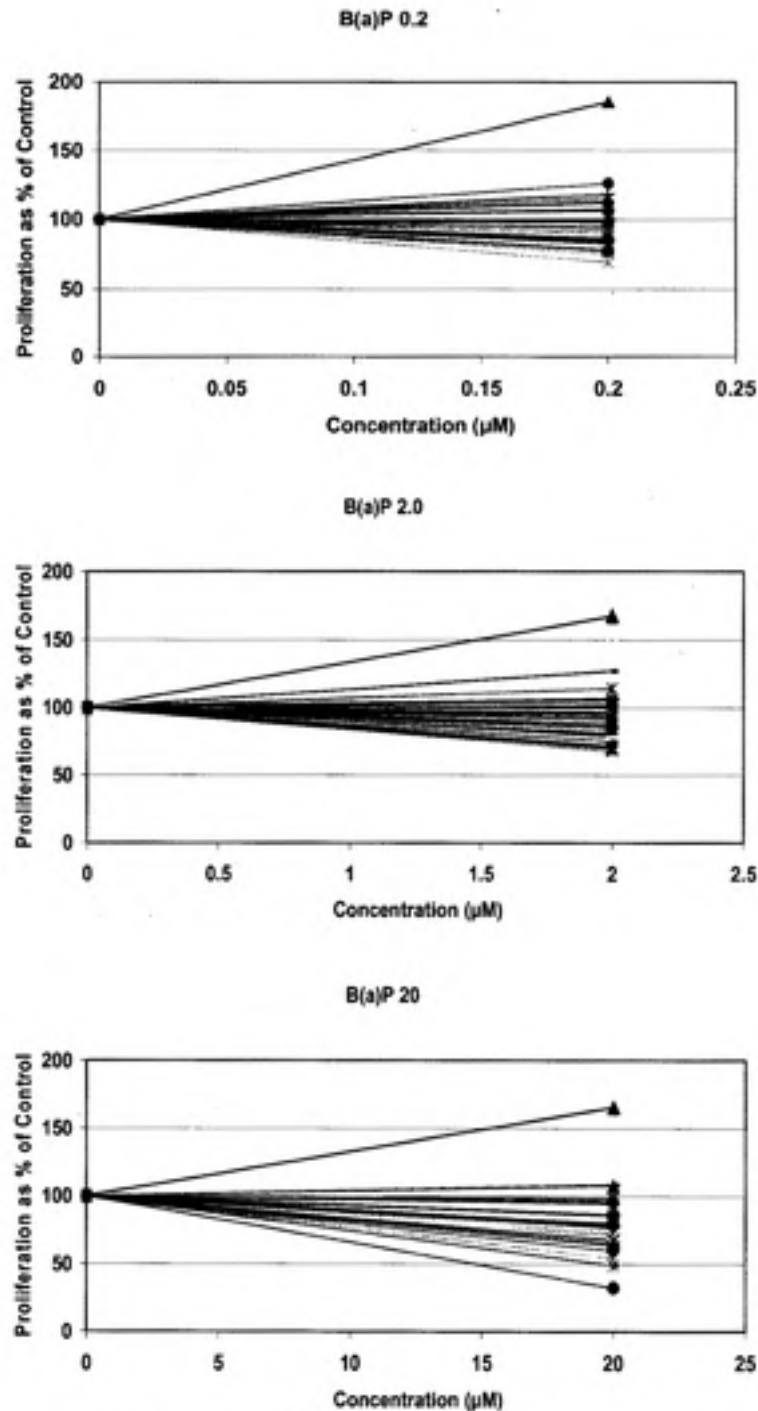 B(a)P 0.2
Proliferation as % of Control
200
150
100
50
0
0 0.05 0.1 0.15 0.2 0.25
Concentration (µM)
B(a)P 2.0
Proliferation as % of Control
200
150
100
50
0
0 0.5 1 1.5 2 2.5
Concentration (µM)
B(a)P 20
Proliferation as % of Control
200
150
100
50
0
0 5 10 15 20 25
Concentration (µM)